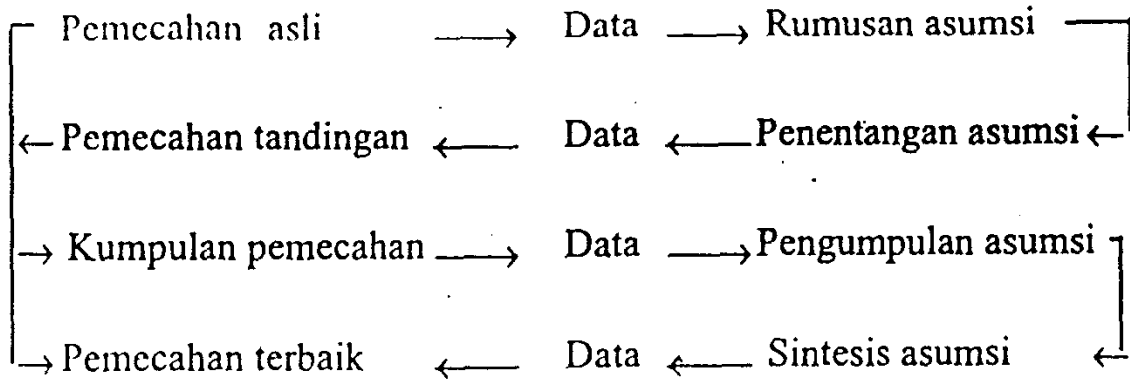 Pemecahan asli → Data → Rumusan asumsi
← Pemecahan tandingan ← Data ← Penentangan asumsi ←
→ Kumpulan pemecahan → Data → Pengumpulan asumsi
→ Pemecahan terbaik ← Data ← Sintesis asumsi ←